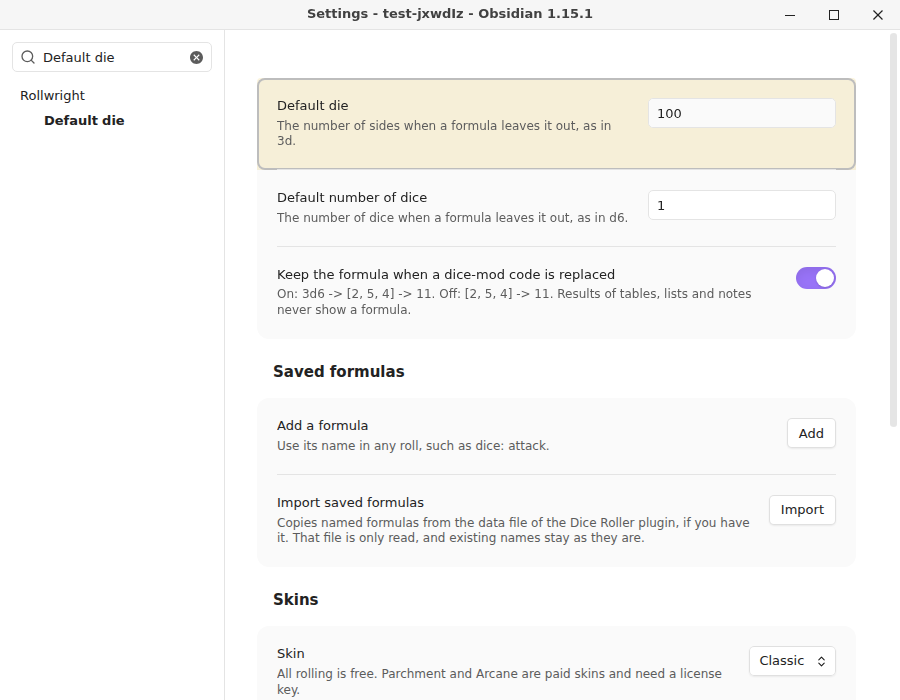 Settings - test-jxwdIz - Obsidian 1.15.1
Default die
Rollwright
Default die
Default die
100
The number of sides when a formula leaves it out, as in
3d.
Default number of dice
1
The number of dice when a formula leaves it out, as in d6.
Keep the formula when a dice-mod code is replaced
On: 3d6 -> [2, 5, 4] -> 11. Off: [2, 5, 4] -> 11. Results of tables, lists and notes
never show a formula.
Saved formulas
Add a formula
Add
Use its name in any roll, such as dice: attack.
Import saved formulas
Import
Copies named formulas from the data file of the Dice Roller plugin, if you have
it. That file is only read, and existing names stay as they are.
Skins
Skin
Classic
All rolling is free. Parchment and Arcane are paid skins and need a license
key.